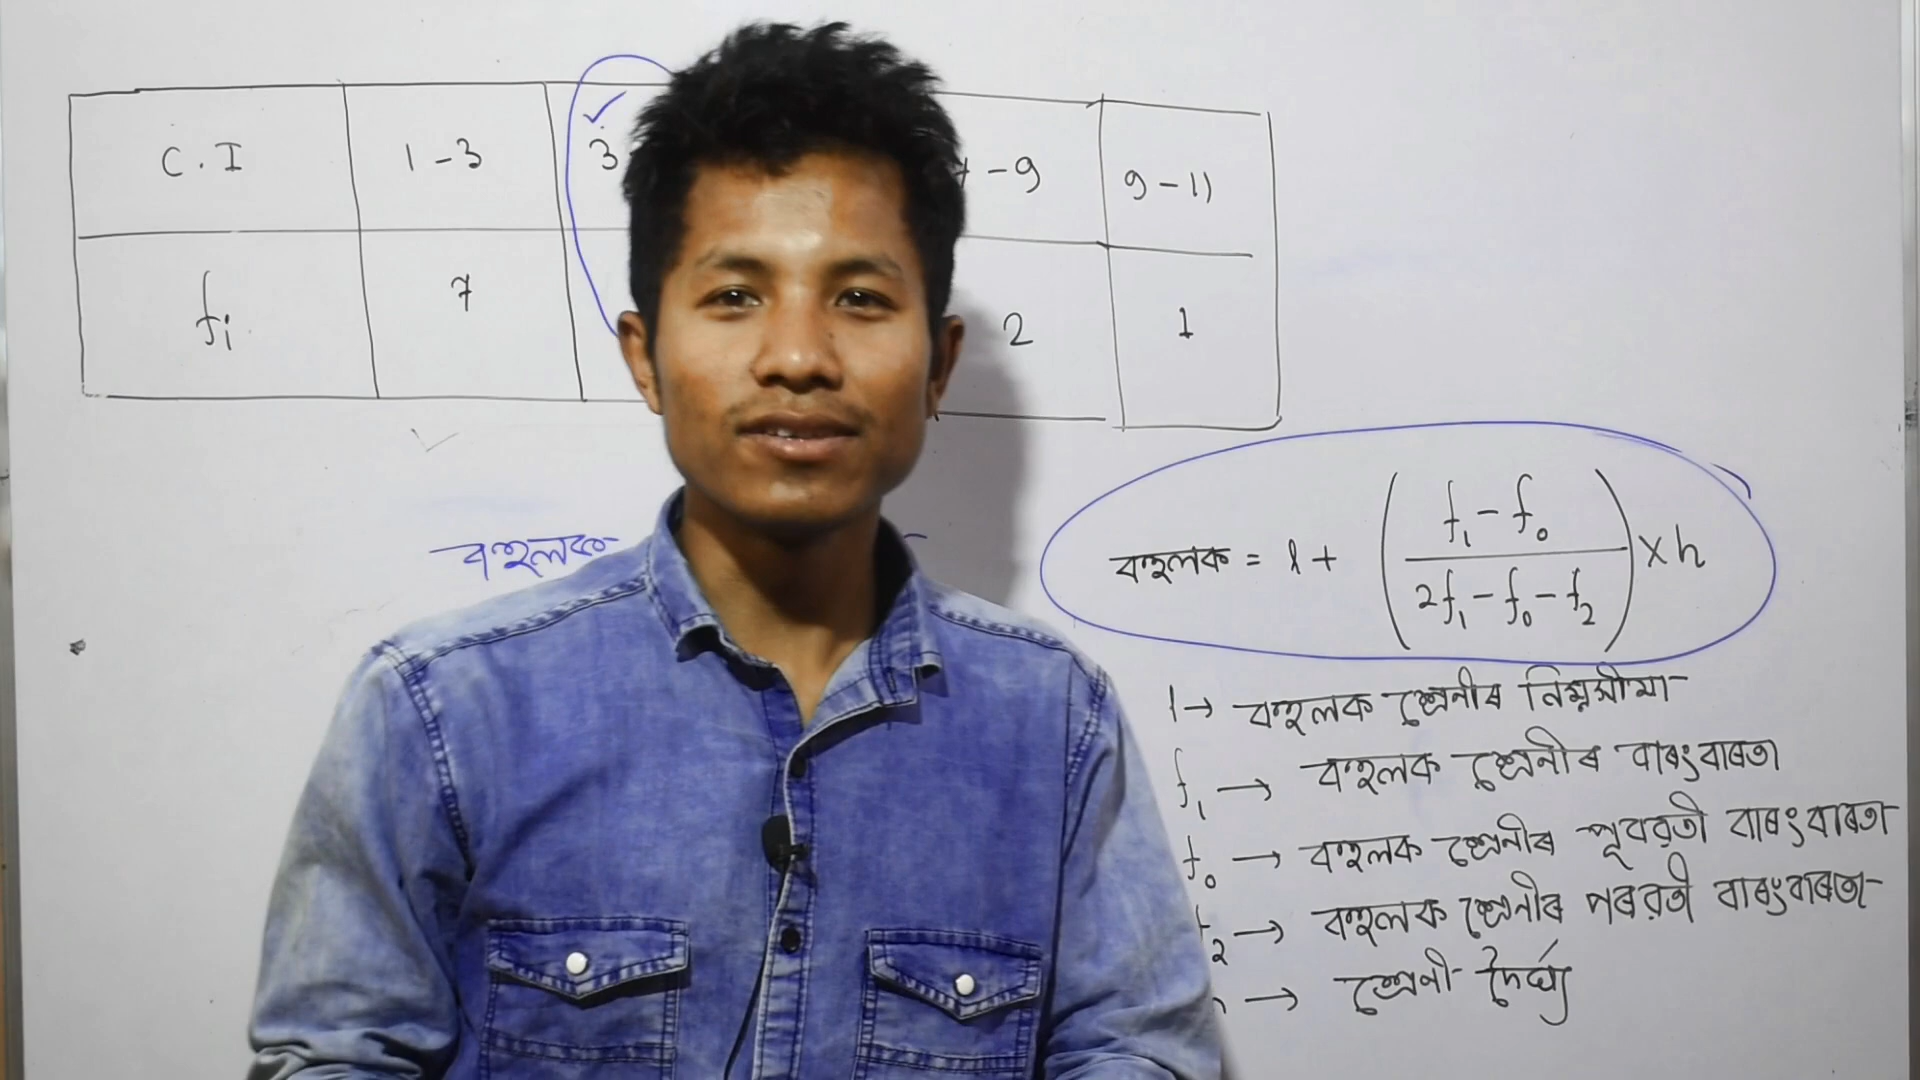 C.I 1-3 3 -9 9-11
fi 7 2 1
বহুলক
বহুলক = l + ( (f₁ - f₀) / (2f₁ - f₀ - f₂) ) × h
l → বহুলক শ্রেনীৰ নিম্নসীমা
f₁ → বহুলক শ্রেনীৰ বাৰংবাৰতা
f₀ → বহুলক শ্রেনীৰ পূৰ্বৱৰ্তী বাৰংবাৰতা
f₂ → বহুলক শ্রেনীৰ পৰৱৰ্তী বাৰংবাৰতা
→ শ্রেনী দৈৰ্ঘ্য